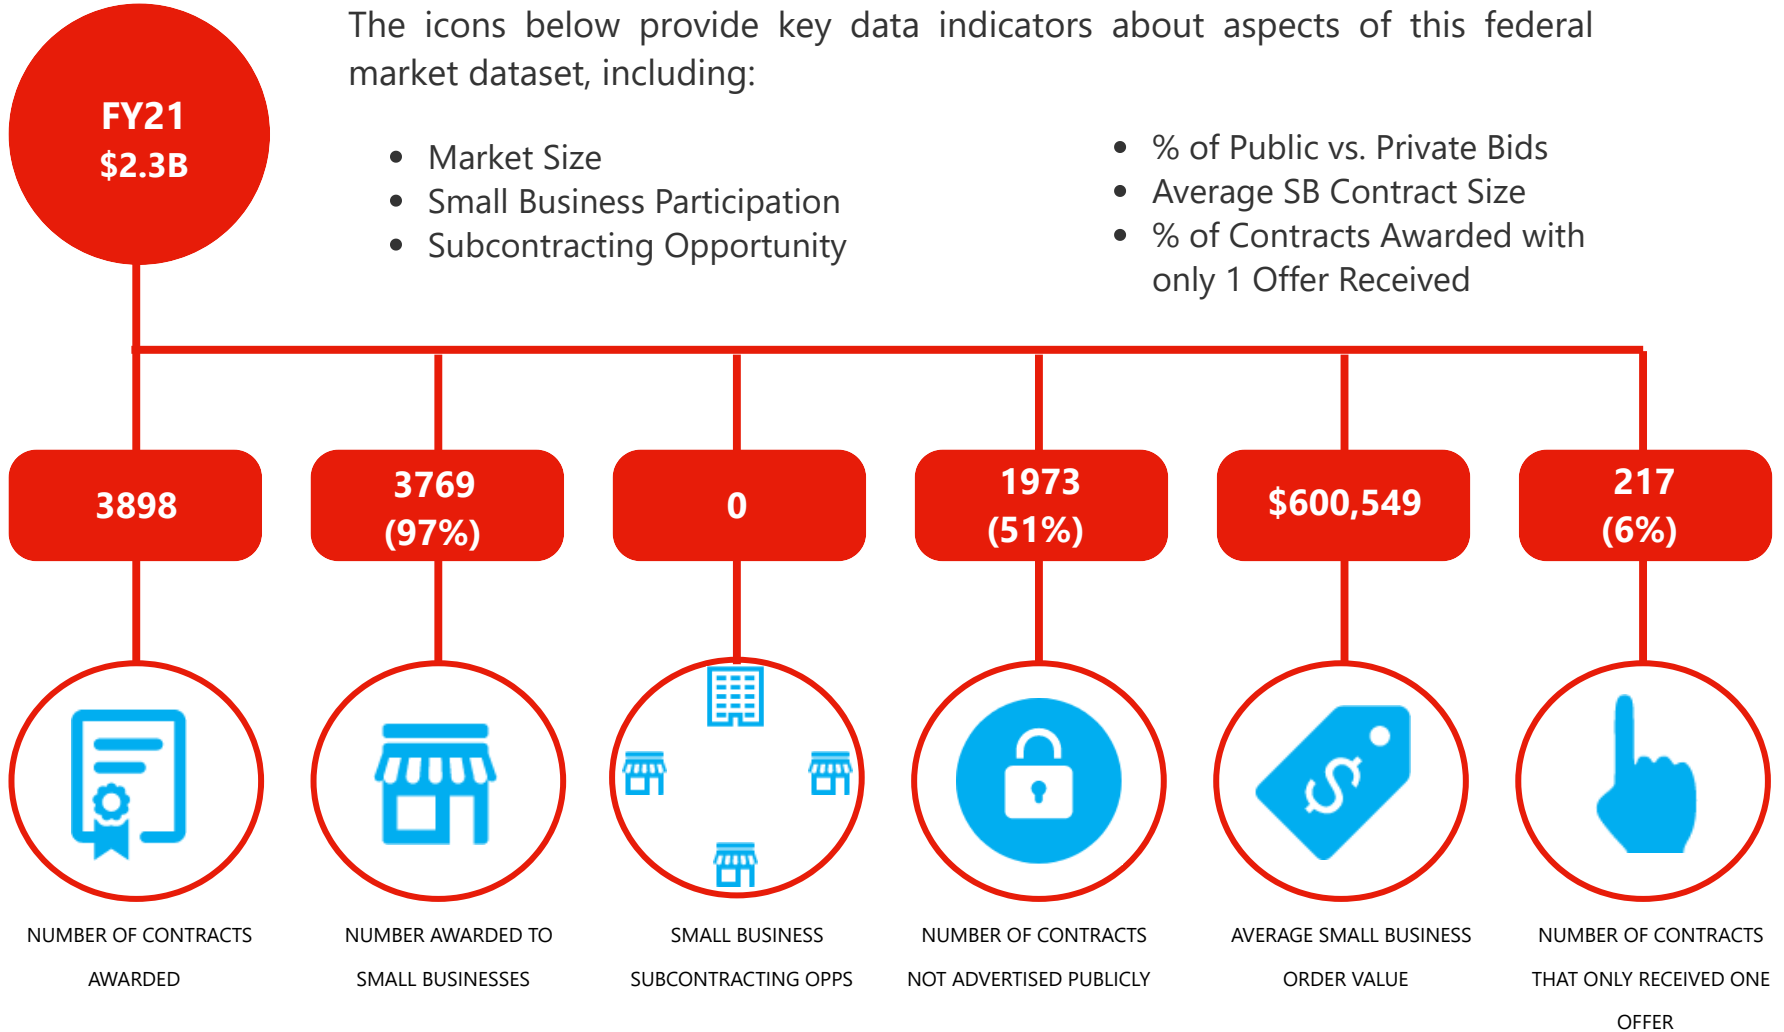 FY21
$2.3B
The icons below provide key data indicators about aspects of this federal
market dataset, including:
• Market Size
• Small Business Participation
• Subcontracting Opportunity
• % of Public vs. Private Bids
• Average SB Contract Size
• % of Contracts Awarded with
only 1 Offer Received
3898
3769
(97%)
0
1973
(51%)
$600,549
217
(6%)
$
NUMBER OF CONTRACTS
AWARDED
NUMBER AWARDED TO
SMALL BUSINESSES
SMALL BUSINESS
SUBCONTRACTING OPPS
NUMBER OF CONTRACTS
NOT ADVERTISED PUBLICLY
AVERAGE SMALL BUSINESS
ORDER VALUE
NUMBER OF CONTRACTS
THAT ONLY RECEIVED ONE
OFFER